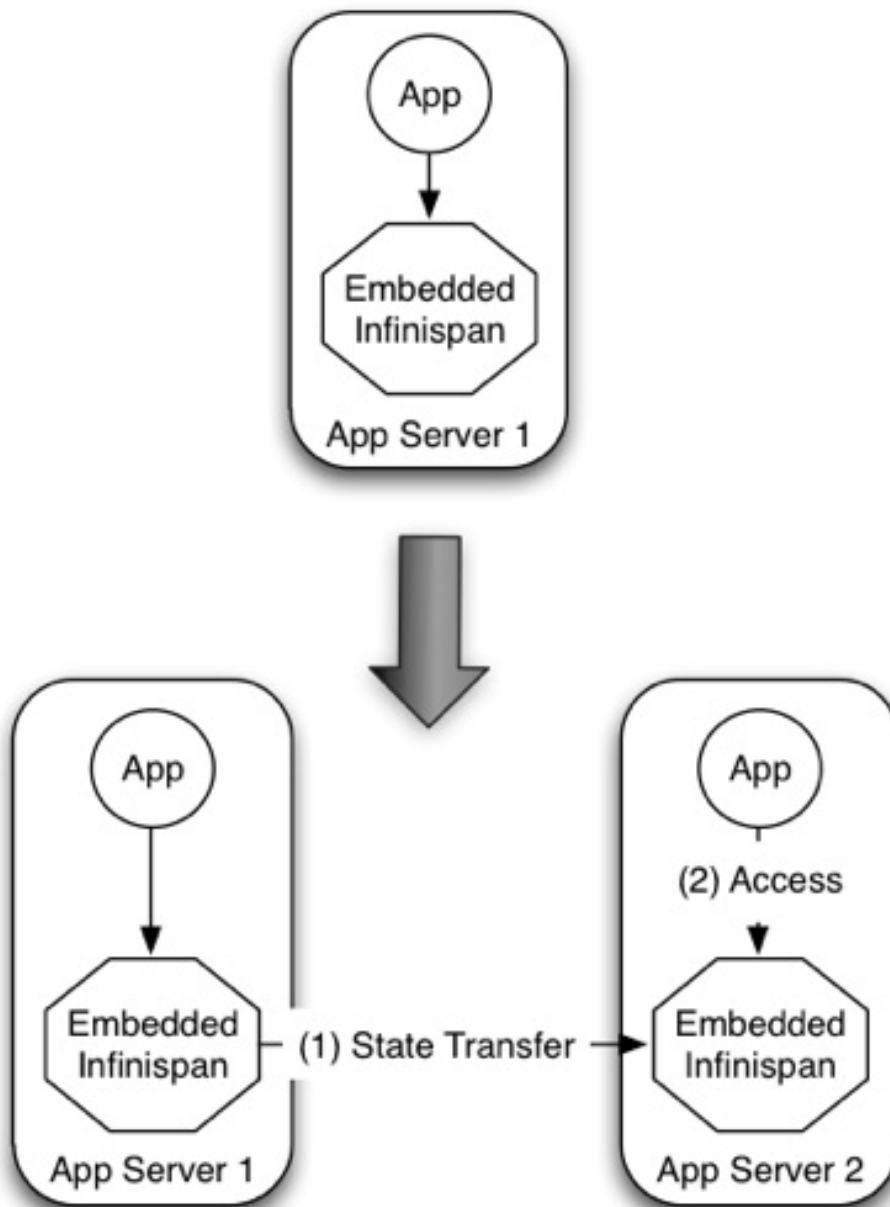 App
Embedded
Infinispan
App Server 1
App
App
(2) Access
Embedded
Infinispan
(1) State Transfer
Embedded
Infinispan
App Server 1
App Server 2